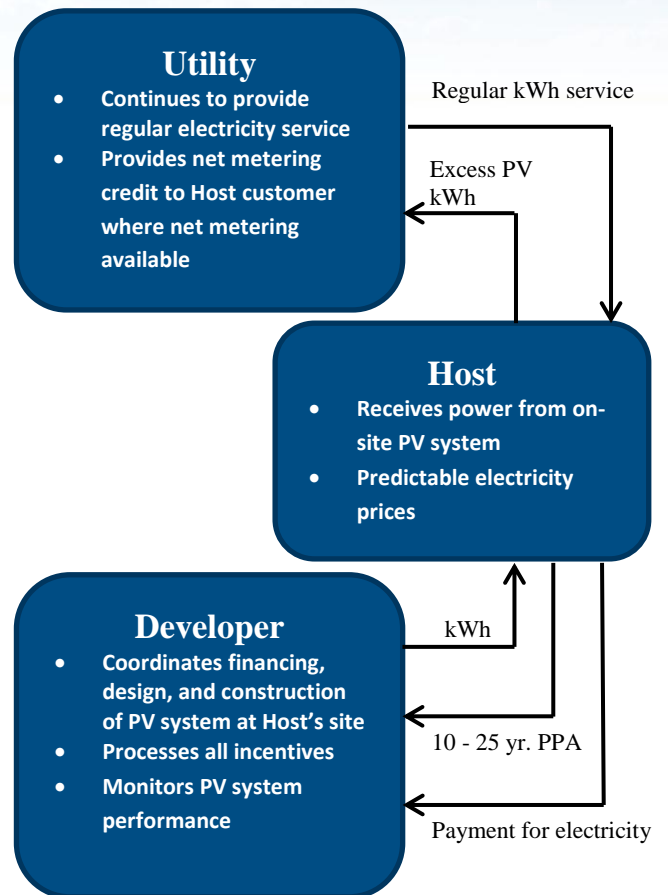 Utility
• Continues to provide
regular electricity service
• Provides net metering
credit to Host customer
where net metering
available
Regular kWh service
Excess PV
kWh
Host
• Receives power from on-
site PV system
• Predictable electricity
prices
Developer
• Coordinates financing,
design, and construction
of PV system at Host’s site
• Processes all incentives
• Monitors PV system
performance
kWh
10 - 25 yr. PPA
Payment for electricity